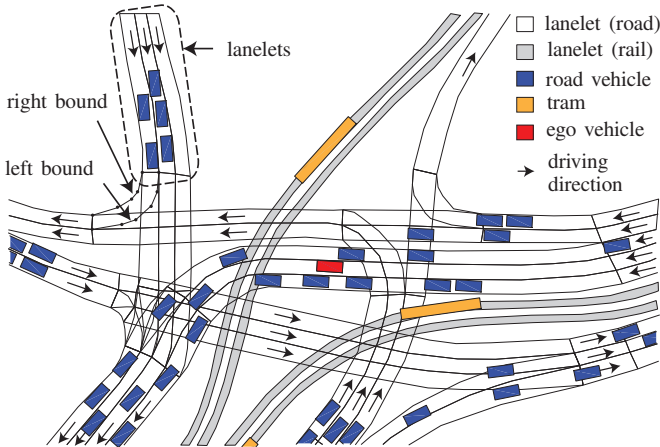 lanelets
right bound
left bound
lanelet (road)
lanelet (rail)
road vehicle
tram
ego vehicle
driving
direction